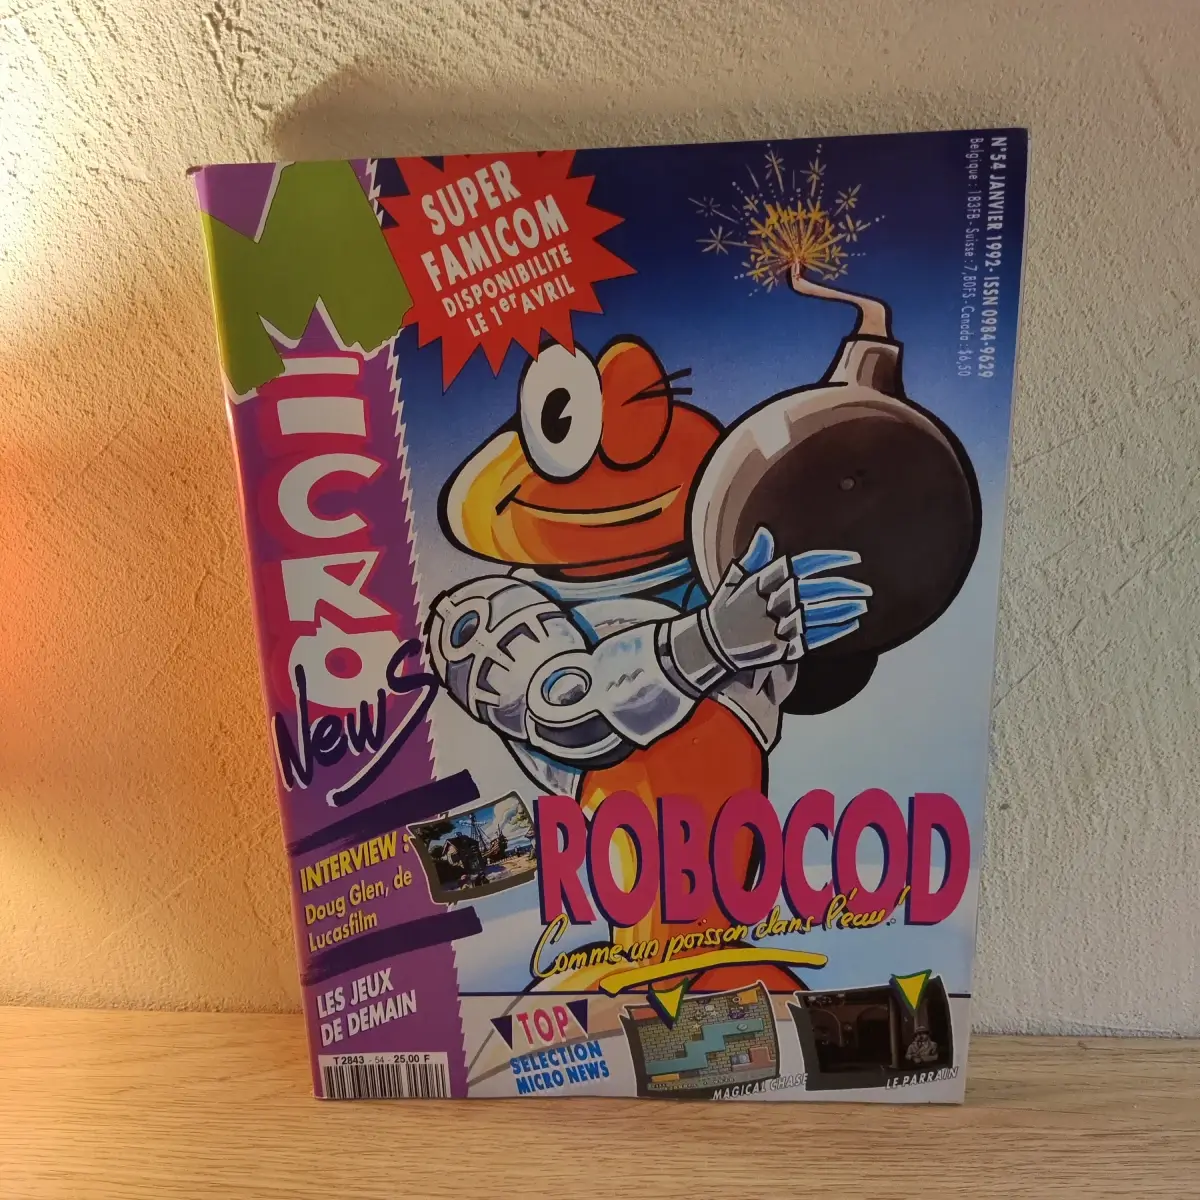 SUPER
FAMICOM
DISPONIBILITE
LE 1er AVRIL
N°54 JANVIER 1992 - ISSN 0984-9629
Belgique : 183FB - Suisse : 7,80FS - Canada : $6,50
MICRO
News
INTERVIEW :
Doug Glen, de
Lucasfilm
LES JEUX
DE DEMAIN
ROBOCOD
Comme un poisson dans l'eau !
TOP
SELECTION
MICRO NEWS
MAGICAL CHASE
LE PARRAIN
T 2843 - 54 - 25,00 F